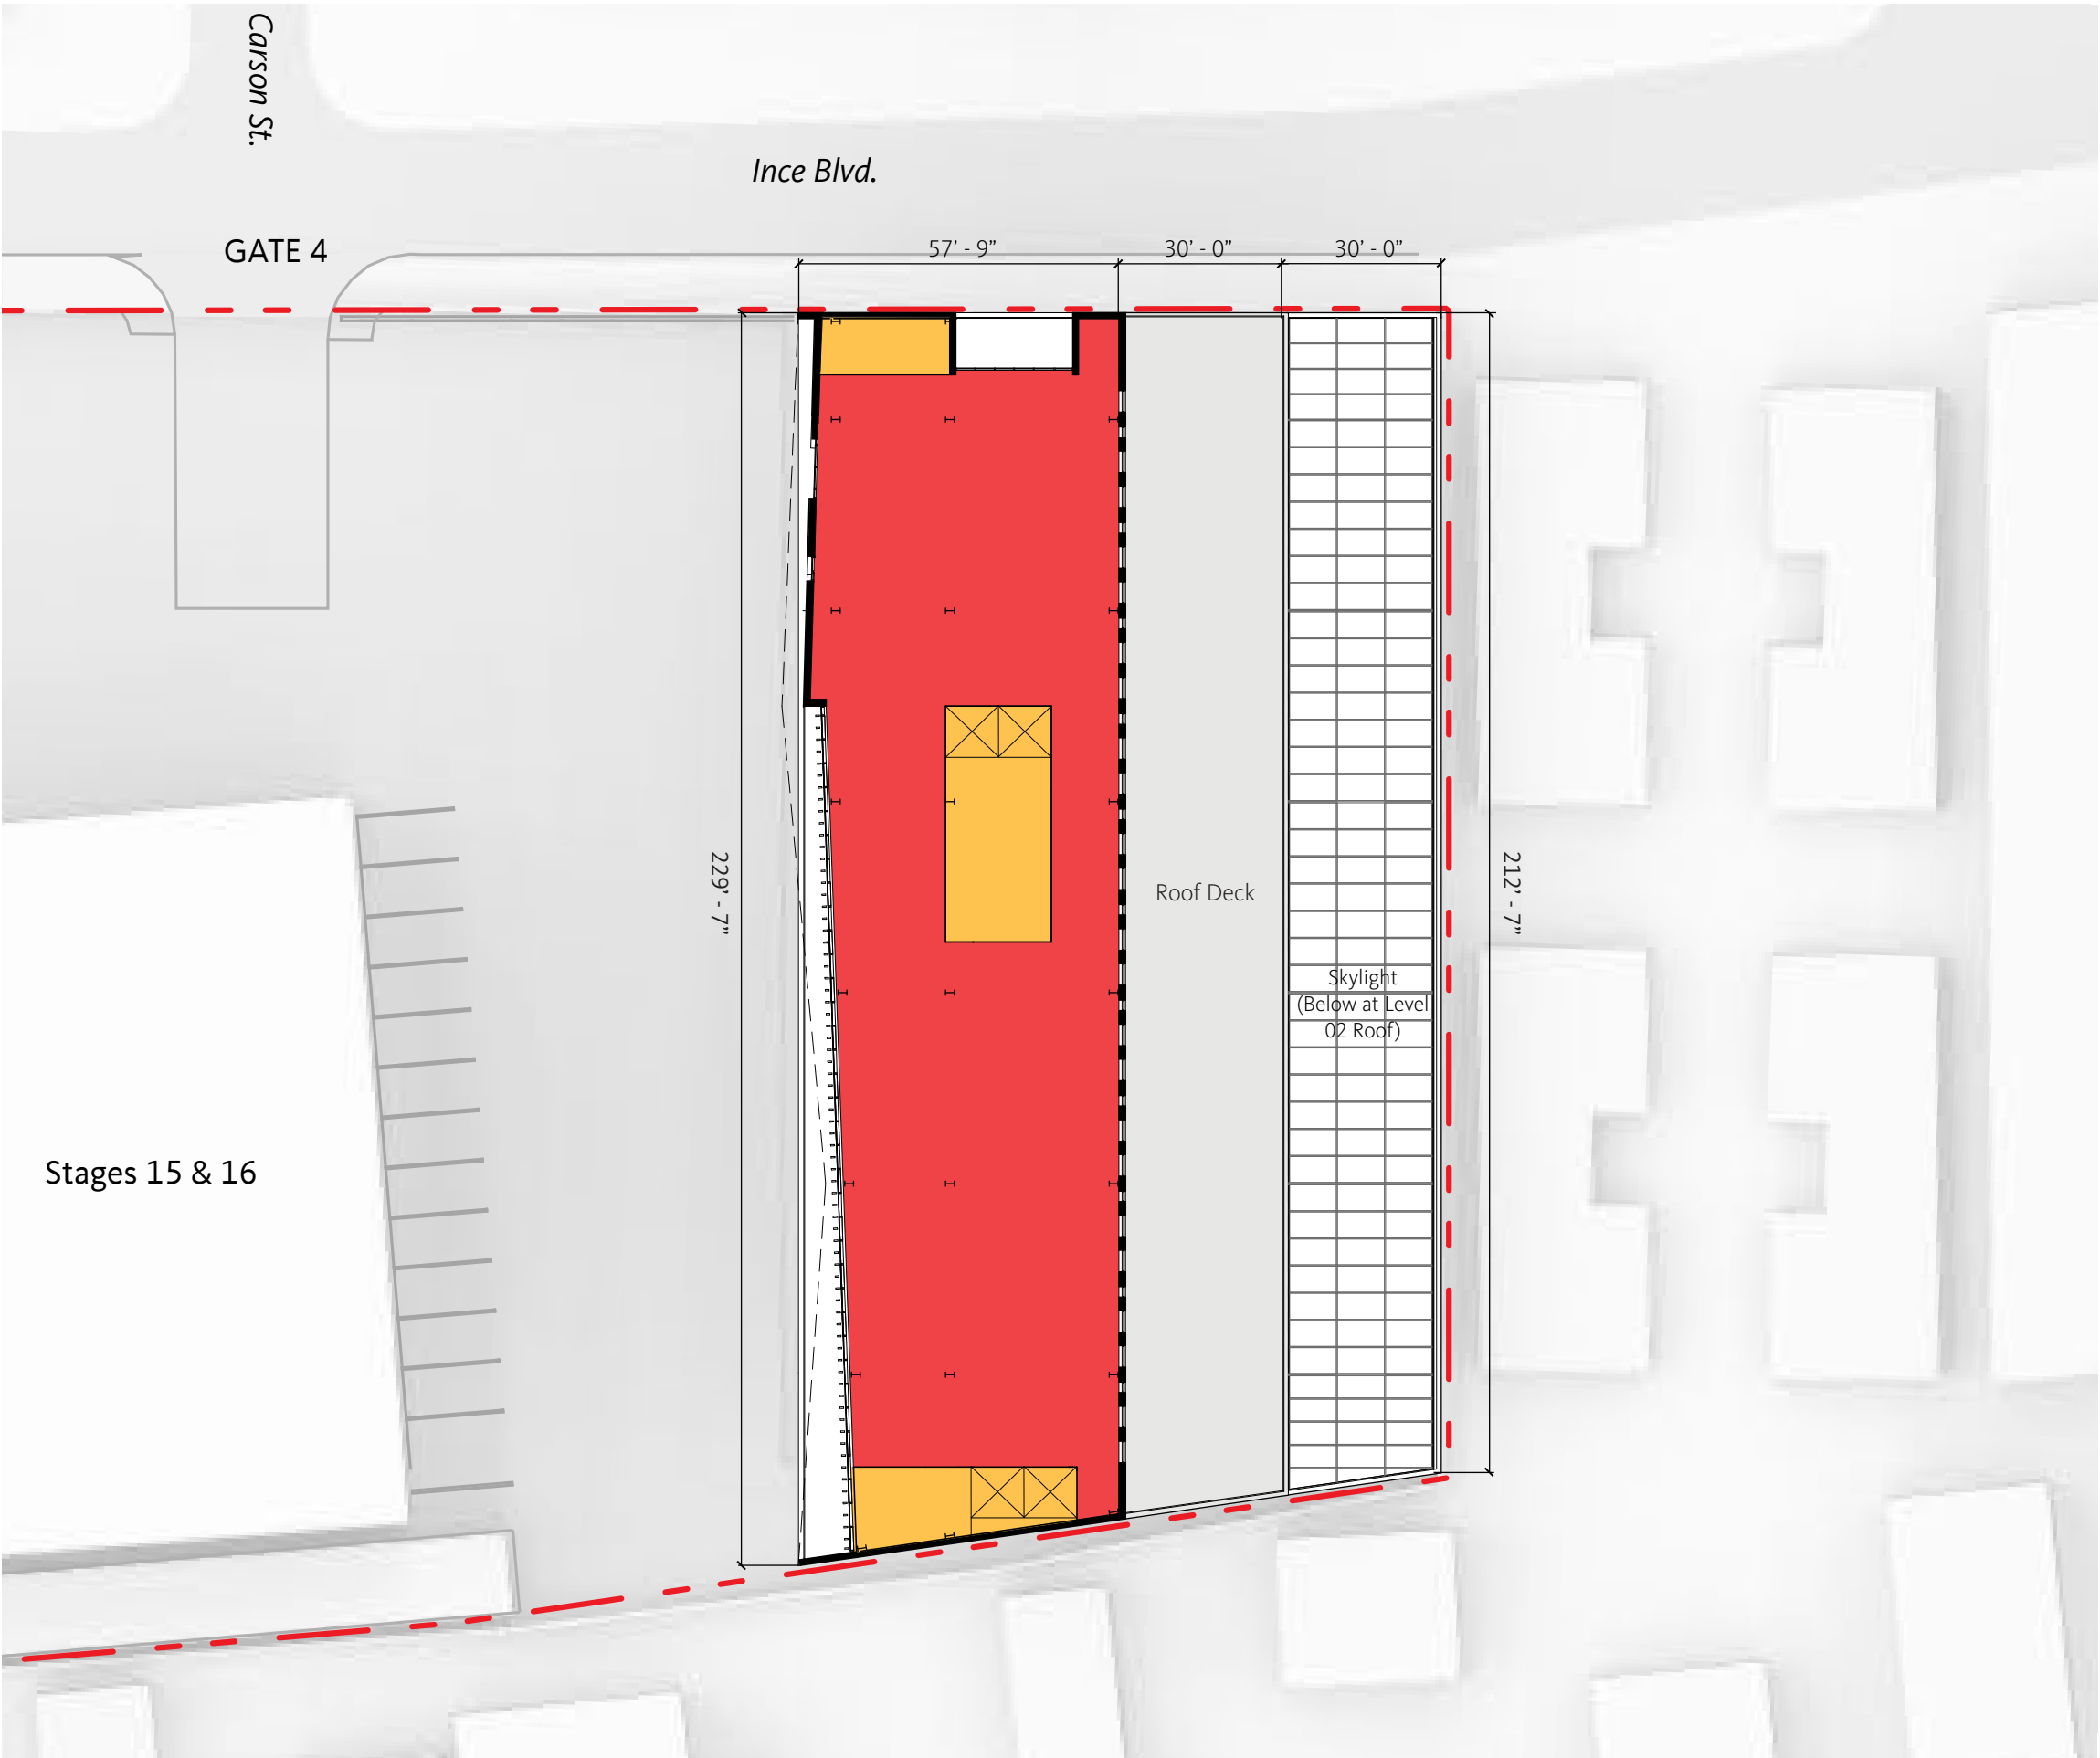 Carson St.
Ince Blvd.
GATE 4
57’ - 9”
30’ - 0”
30’ - 0”
229’ - 7”
212’ - 7”
Roof Deck
Skylight
(Below at Level
02 Roof)
Stages 15 & 16